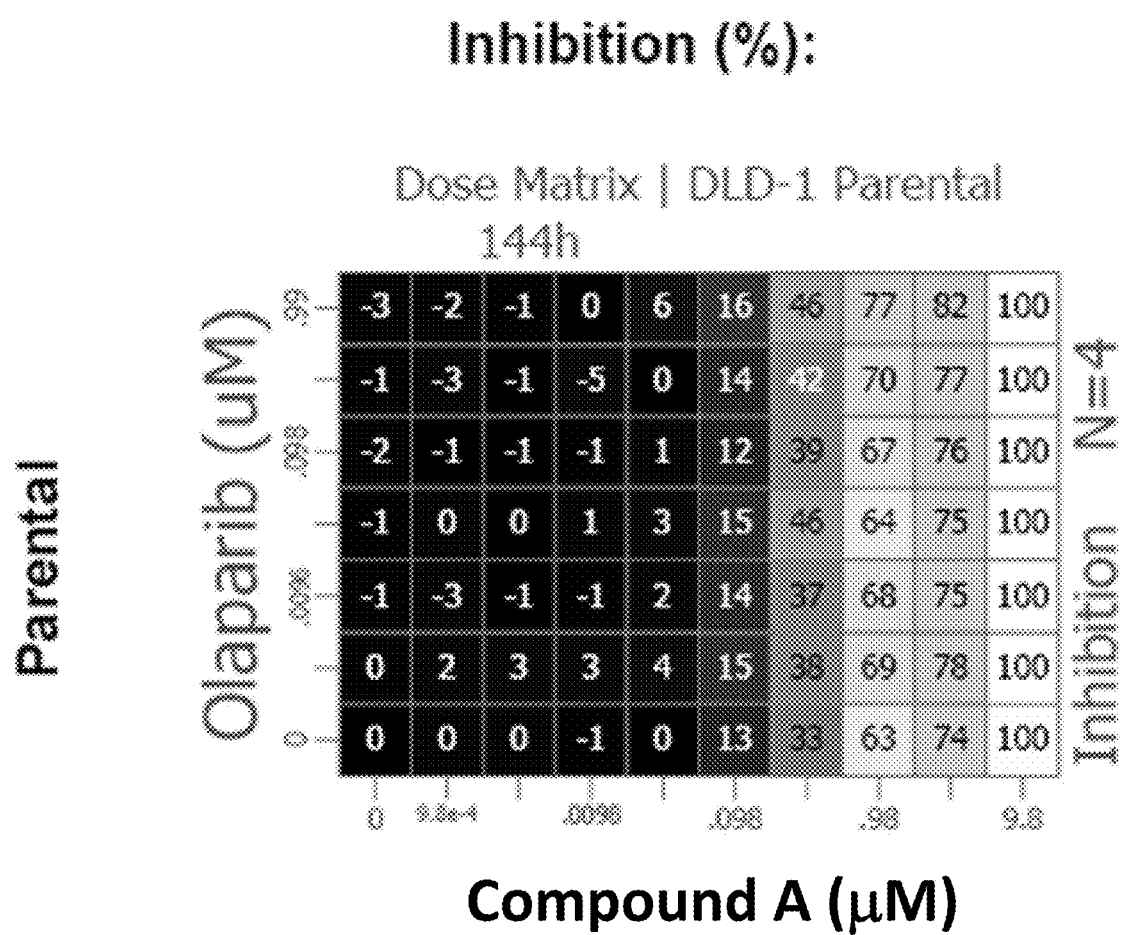 Inhibition (%):
Dose Matrix | DLD-1 Parental
144h
Parental
Olaparib (uM)
.99 -3 -2 -1 0 6 16 46 77 82 100
-1 -3 -1 -5 0 14 42 70 77 100
.098 -2 -1 -1 -1 1 12 39 67 76 100
-1 0 0 1 3 15 46 64 75 100
.0098 -1 -3 -1 -1 2 14 37 68 75 100
0 2 3 3 4 15 38 69 78 100
0 0 0 0 -1 0 13 33 63 74 100
0 9.8e-4 .0098 .098 .98 9.8
Compound A (μM)
Inhibition N=4